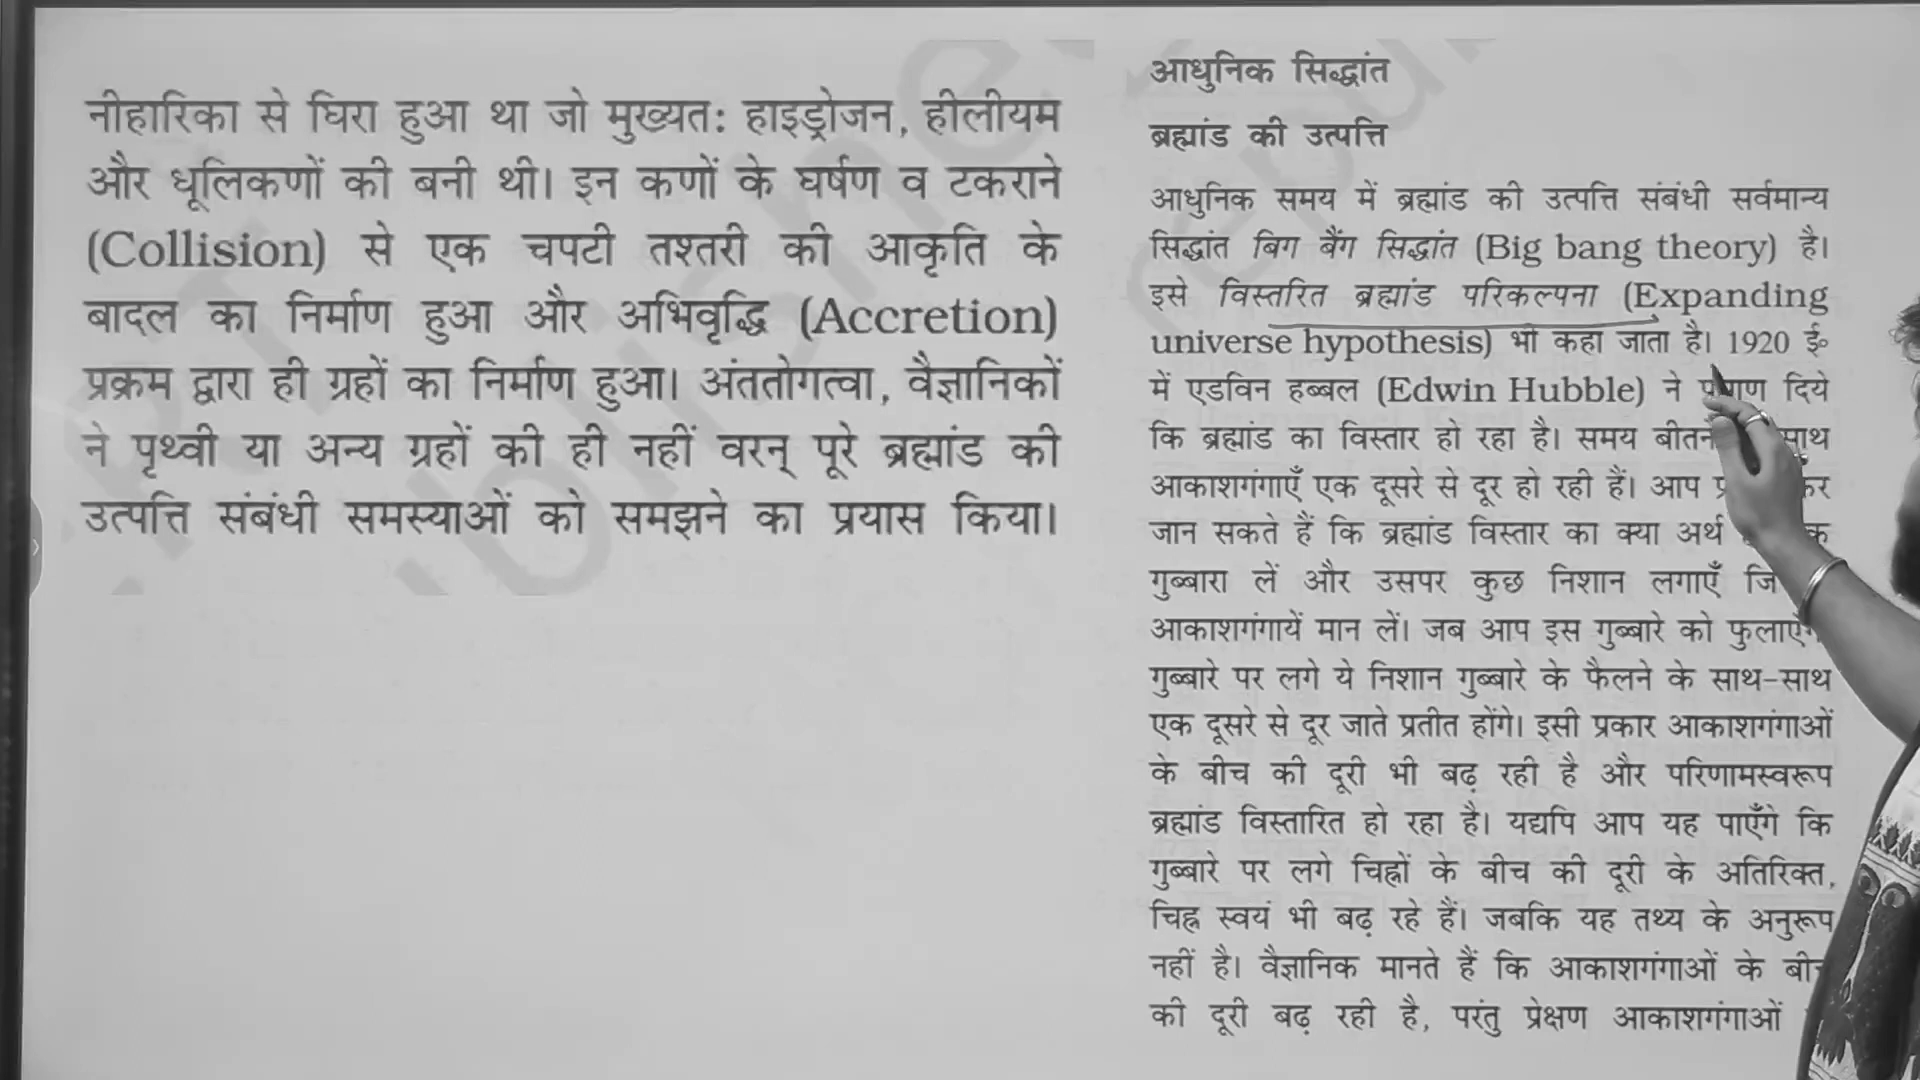 नीहारिका से घिरा हुआ था जो मुख्यतः हाइड्रोजन, हीलीयम
और धूलिकणों की बनी थी। इन कणों के घर्षण व टकराने
(Collision) से एक चपटी तश्तरी की आकृति के
बादल का निर्माण हुआ और अभिवृद्धि (Accretion)
प्रक्रम द्वारा ही ग्रहों का निर्माण हुआ। अंततोगत्वा, वैज्ञानिकों
ने पृथ्वी या अन्य ग्रहों की ही नहीं वरन् पूरे ब्रह्मांड की
उत्पत्ति संबंधी समस्याओं को समझने का प्रयास किया।
आधुनिक सिद्धांत
ब्रह्मांड की उत्पत्ति
आधुनिक समय में ब्रह्मांड की उत्पत्ति संबंधी सर्वमान्य
सिद्धांत बिग बैंग सिद्धांत (Big bang theory) है।
इसे विस्तरित ब्रह्मांड परिकल्पना (Expanding
universe hypothesis) भी कहा जाता है। 1920 ई॰
में एडविन हब्बल (Edwin Hubble) ने दिये
कि ब्रह्मांड का विस्तार हो रहा है। समय बीतने साथ
आकाशगंगाएँ एक दूसरे से दूर हो रही हैं। आप
जान सकते हैं कि ब्रह्मांड विस्तार का क्या अर्थ
गुब्बारा लें और उसपर कुछ निशान लगाएँ
आकाशगंगायें मान लें। जब आप इस गुब्बारे को
गुब्बारे पर लगे ये निशान गुब्बारे के फैलने के साथ-साथ
एक दूसरे से दूर जाते प्रतीत होंगे। इसी प्रकार आकाशगंगाओं
के बीच की दूरी भी बढ़ रही है और परिणामस्वरूप
ब्रह्मांड विस्तारित हो रहा है। यद्यपि आप यह पाएँगे कि
गुब्बारे पर लगे चिह्नों के बीच की दूरी के अतिरिक्त,
चिह्न स्वयं भी बढ़ रहे हैं। जबकि यह तथ्य के अनुरूप
नहीं है। वैज्ञानिक मानते हैं कि आकाशगंगाओं के
की दूरी बढ़ रही है, परंतु प्रेक्षण आकाशगंगाओं